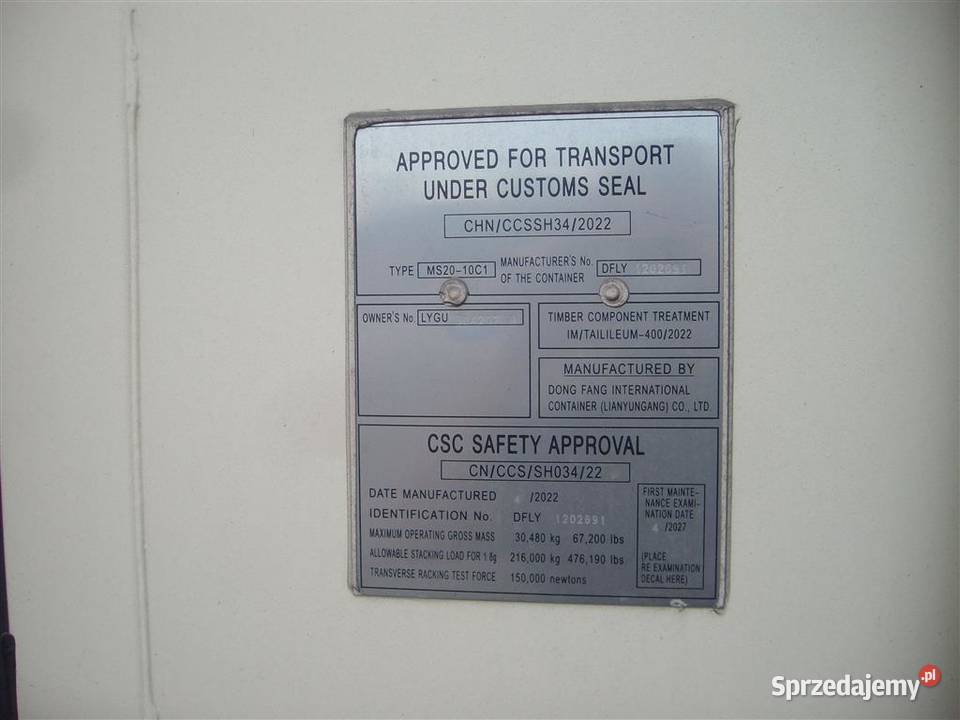 APPROVED FOR TRANSPORT
UNDER CUSTOMS SEAL
CHN/CCSSH34/2022
TYPE MS20-10C1
MANUFACTURER'S No.
OF THE CONTAINER
DFLY 1202691
OWNER'S No. LYGU
TIMBER COMPONENT TREATMENT
IM/TAILILEUM-400/2022
MANUFACTURED BY
DONG FANG INTERNATIONAL
CONTAINER (LIANYUNGANG) CO., LTD.
CSC SAFETY APPROVAL
CN/CCS/SH034/22
DATE MANUFACTURED 4 /2022
IDENTIFICATION No. DFLY 1202691
MAXIMUM OPERATING GROSS MASS 30,480 kg 67,200 lbs
ALLOWABLE STACKING LOAD FOR 1.8g 216,000 kg 476,190 lbs
TRANSVERSE RACKING TEST FORCE 150,000 newtons
FIRST MAINTE-
NANCE EXAMI-
NATION DATE
4 /2027
(PLACE
RE EXAMINATION
DECAL HERE)
Sprzedajemy.pl